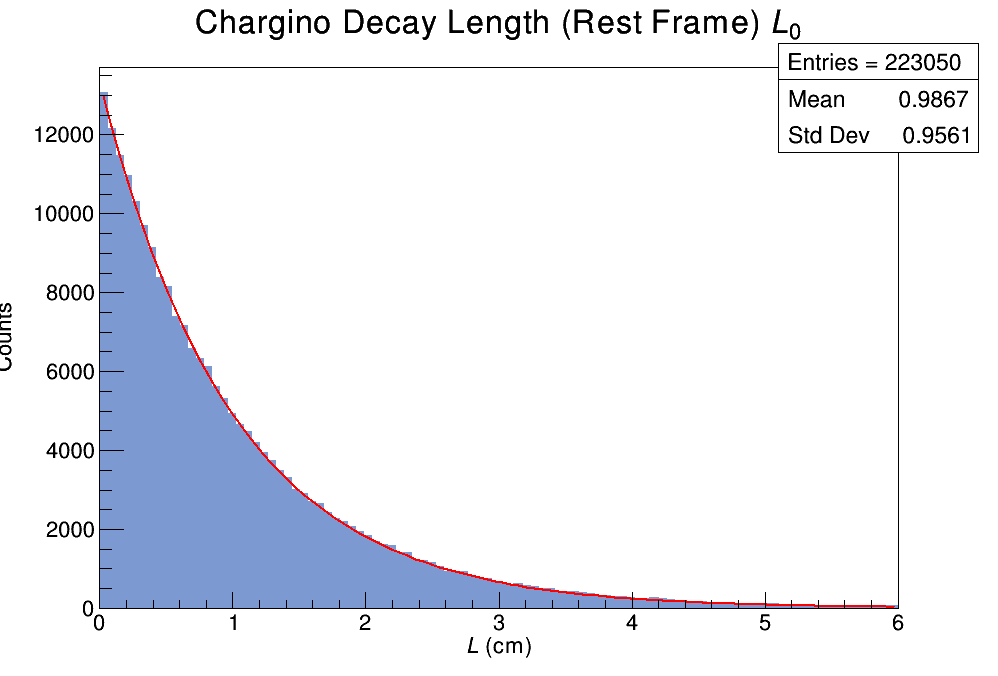 Chargino Decay Length (Rest Frame) L0
Entries = 223050
Mean 0.9867
Std Dev 0.9561
12000
10000
8000
6000
4000
2000
0
Counts
0 1 2 3 4 5 6
L (cm)